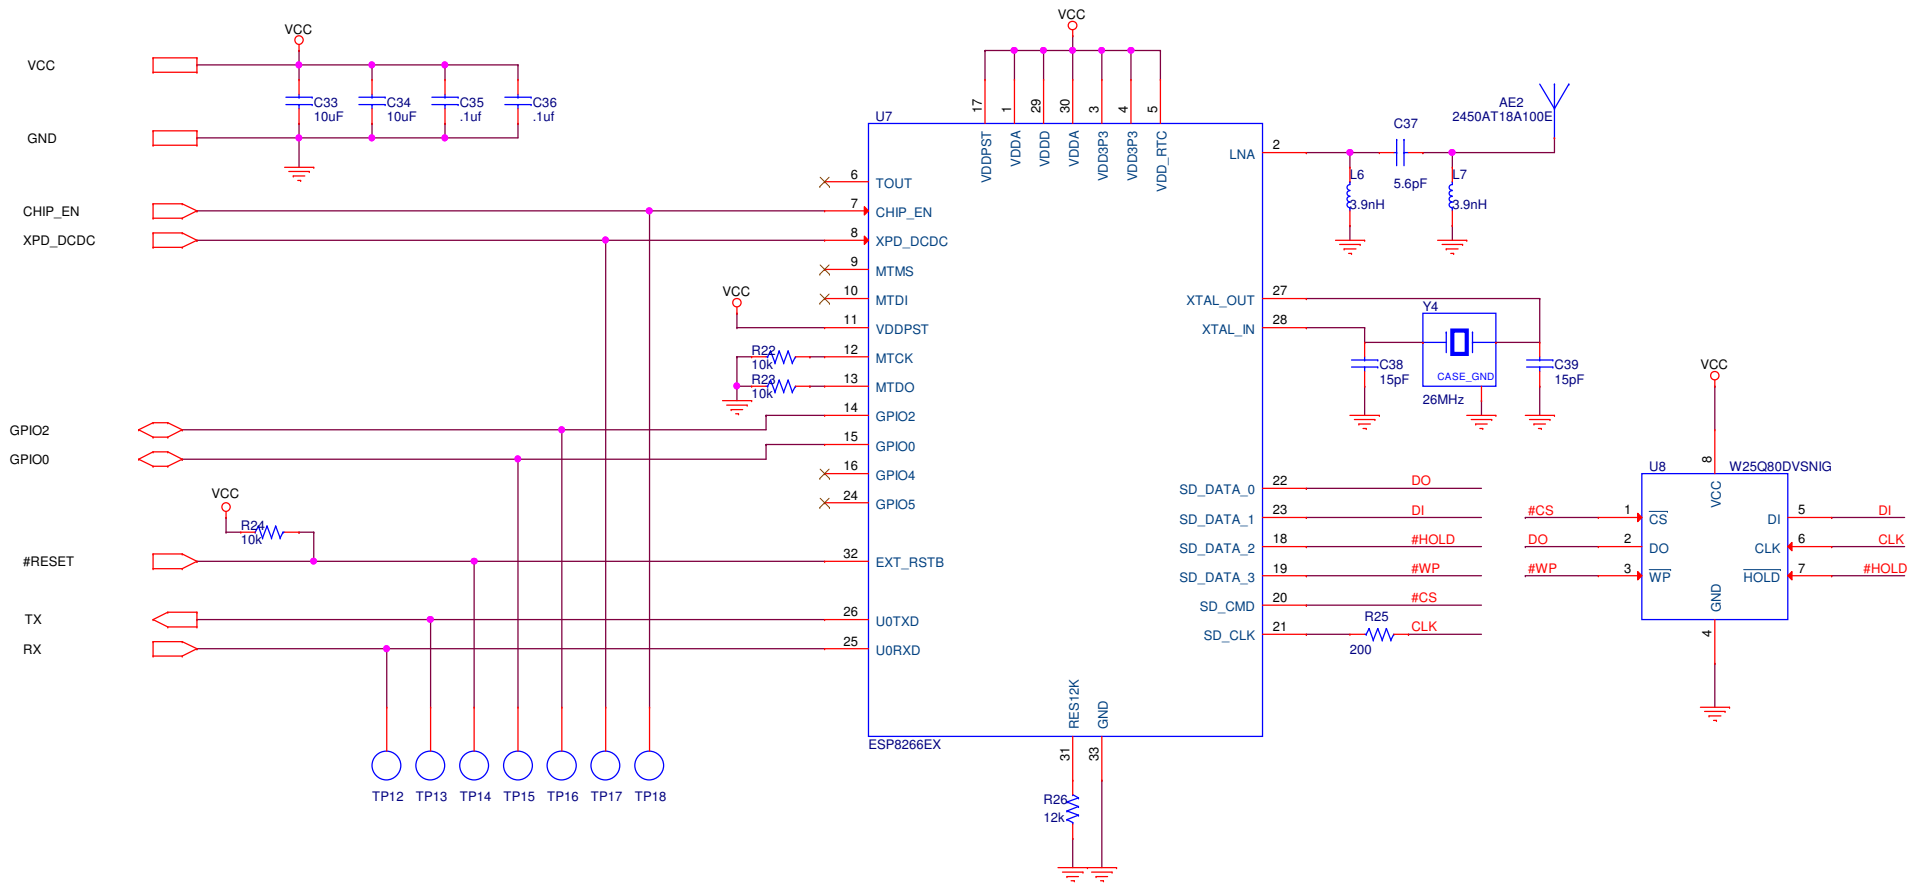 VCC
VCC
GND
C33
10uF
C34
10uF
C35
.1uf
C36
.1uf
CHIP_EN
XPD_DCDC
GPIO2
GPIO0
VCC
R24
10k
#RESET
TX
RX
TP12
TP13
TP14
TP15
TP16
TP17
TP18
VCC
R22
10k
R23
10k
VCC
U7
17
1
29
30
3
4
5
VDDPST
VDDA
VDDD
VDDA
VDD3P3
VDD3P3
VDD_RTC
6 TOUT
7 CHIP_EN
8 XPD_DCDC
9 MTMS
10 MTDI
11 VDDPST
12 MTCK
13 MTDO
14 GPIO2
15 GPIO0
16 GPIO4
24 GPIO5
32 EXT_RSTB
26 U0TXD
25 U0RXD
LNA 2
XTAL_OUT 27
XTAL_IN 28
SD_DATA_0 22 DO
SD_DATA_1 23 DI
SD_DATA_2 18 #HOLD
SD_DATA_3 19 #WP
SD_CMD 20 #CS
SD_CLK 21 CLK
R25
200
RES12K
GND
31
33
ESP8266EX
R26
12k
L6
3.9nH
C37
5.6pF
L7
3.9nH
AE2
2450AT18A100E
Y4
CASE_GND
26MHz
C38
15pF
C39
15pF
VCC
8
U8
W25Q80DVSNIG
VCC
#CS 1 CS
DO 2 DO
#WP 3 WP
DI 5 DI
CLK 6 CLK
HOLD 7 #HOLD
GND
4